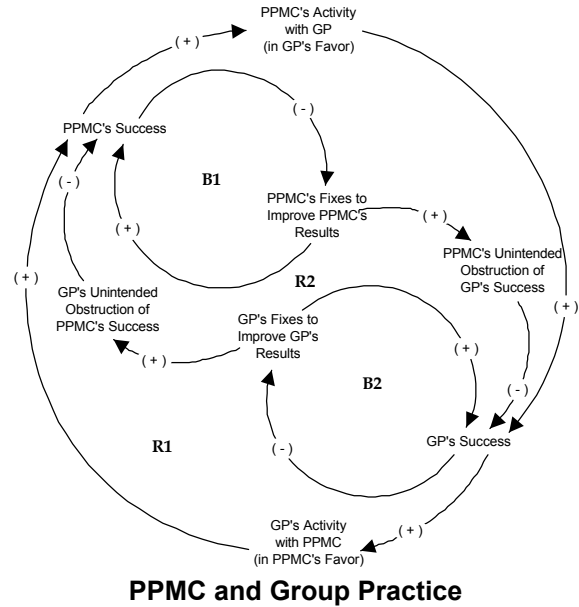 PPMC's Activity
with GP
(in GP's Favor)
(+)
PPMC's Success
(-)
(-)
B1
PPMC's Fixes to
Improve PPMC's
Results
(+)
(+)
PPMC's Unintended
Obstruction of
GP's Success
(+)
R2
GP's Unintended
Obstruction of
PPMC's Success
(+)
GP's Fixes to
Improve GP's
Results
(+)
(+)
B2
(-)
R1
(-)
GP's Success
(+)
GP's Activity
with PPMC
(in PPMC's Favor)
PPMC and Group Practice